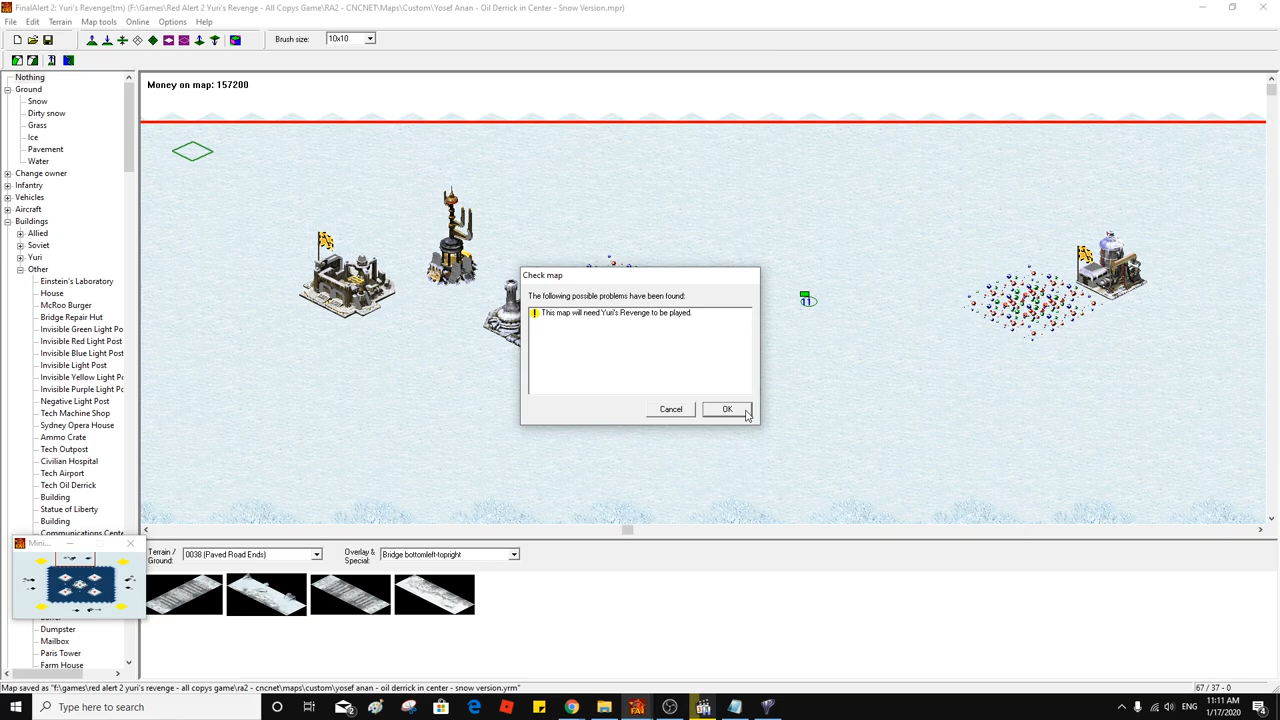 FinalAlert 2: Yuri's Revenge(tm) (F:\Games\Red Alert 2 Yuri's Revenge - All Copys Game\RA2 - CNCNET\Maps\Custom\Yosef Anan - Oil Derrick in Center - Snow Version.mpr)
File Edit Terrain Map tools Online Options Help
Brush size: 10x10
Nothing
Ground
Snow
Dirty snow
Grass
Ice
Pavement
Water
Change owner
Infantry
Vehicles
Aircraft
Buildings
Allied
Soviet
Yuri
Other
Einstein's Laboratory
House
McRoo Burger
Bridge Repair Hut
Invisible Green Light Po
Invisible Red Light Post
Invisible Blue Light Post
Invisible Light Post
Invisible Yellow Light Po
Invisible Purple Light Po
Negative Light Post
Tech Machine Shop
Sydney Opera House
Ammo Crate
Tech Outpost
Civilian Hospital
Tech Airport
Tech Oil Derrick
Building
Statue of Liberty
Building
Communications Cente
Mini...
Dumpster
Mailbox
Paris Tower
Farm House
Money on map: 157200
11
Check map
The following possible problems have been found:
! This map will need Yuri's Revenge to be played.
Cancel OK
Terrain / Ground: 0038 (Paved Road Ends)
Overlay & Special: Bridge bottomleft-topright
Map saved as "f:\games\red alert 2 yuri's revenge - all copys game\ra2 - cncnet\maps\custom\yosef anan - oil derrick in center - snow version.yrm"
67 / 37 - 0
Type here to search
2
11:11 AM
1/17/2020